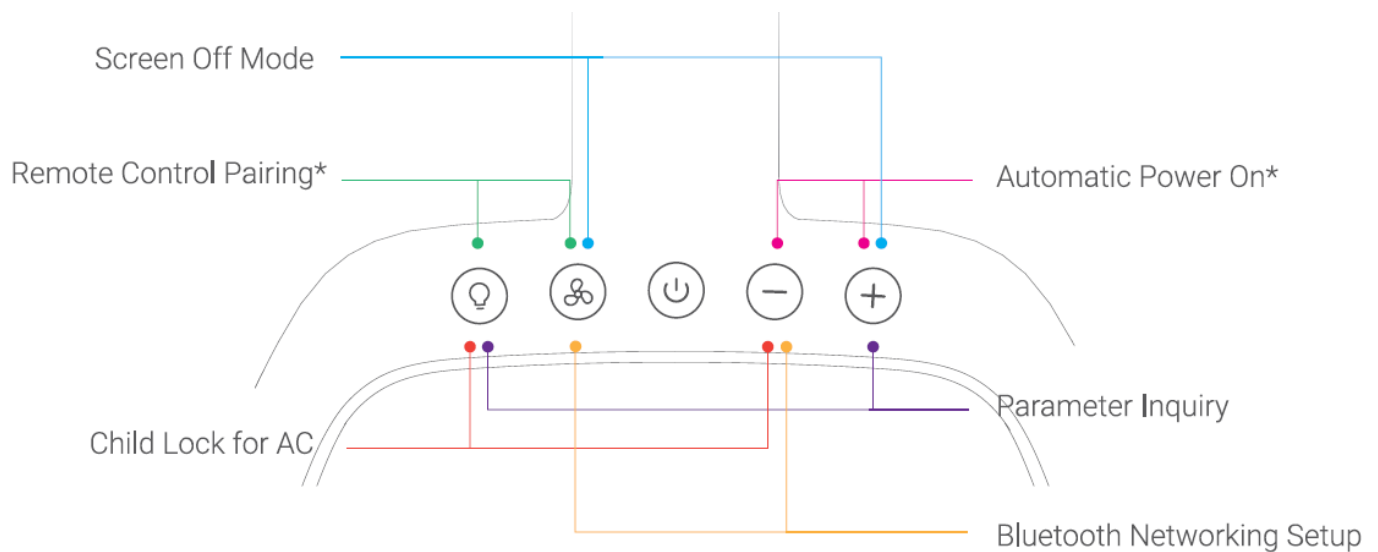 Screen Off Mode
Remote Control Pairing*
Automatic Power On*
Parameter Inquiry
Child Lock for AC
Bluetooth Networking Setup